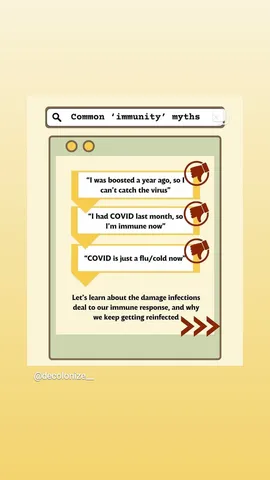 Common ‘immunity’ myths
“I was boosted a year ago, so I
can’t catch the virus”
“I had COVID last month, so
I’m immune now”
“COVID is just a flu/cold now”
Let’s learn about the damage infections
deal to our immune response, and why
we keep getting reinfected
@decolonize__